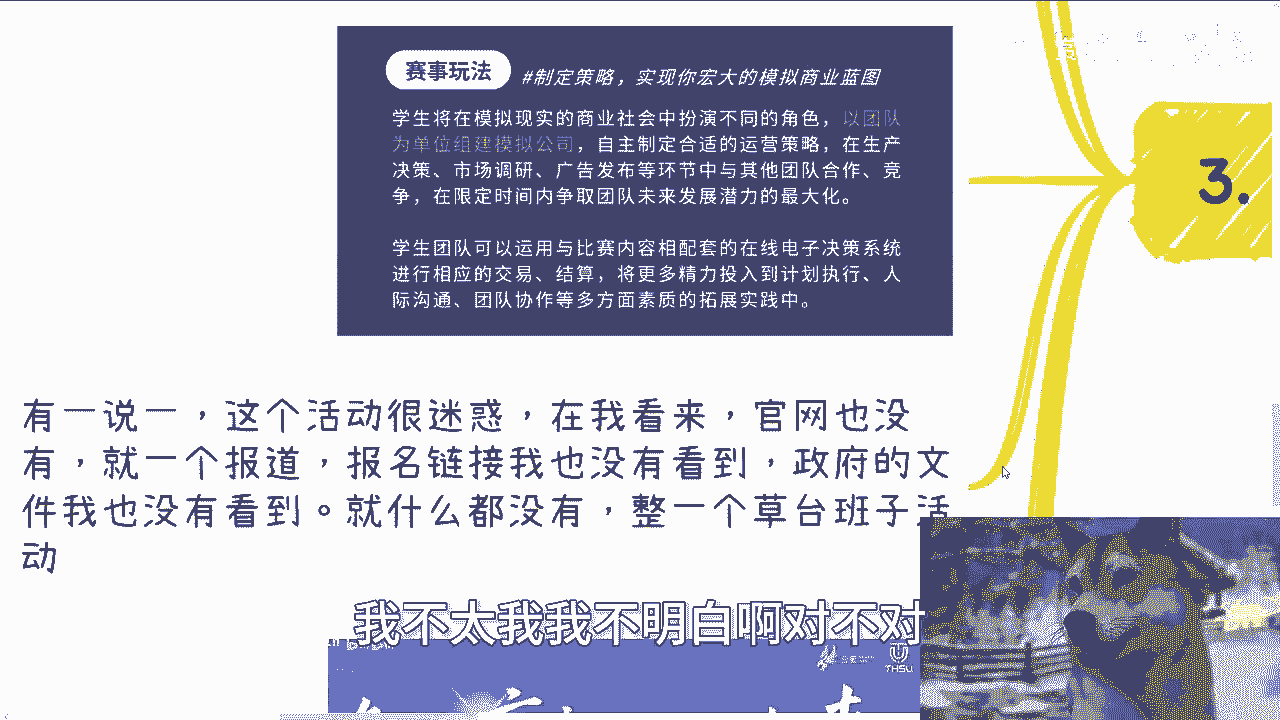 赛事玩法
#制定策略，实现你宏大的模拟商业蓝图
学生将在模拟现实的商业社会中扮演不同的角色，以团队
为单位组建模拟公司，自主制定合适的运营策略，在生产
决策、市场调研、广告发布等环节中与其他团队合作、竞
争，在限定时间内争取团队未来发展潜力的最大化。
学生团队可以运用与比赛内容相配套的在线电子决策系统
进行相应的交易、结算，将更多精力投入到计划执行、人
际沟通、团队协作等多方面素质的拓展实践中。
3.
有一说一，这个活动很迷惑，在我看来，官网也没
有，就一个报道，报名链接我也没有看到，政府的文
件我也没有看到。就什么都没有，整一个草台班子活
动
我不太我我不明白啊对不对
THSU